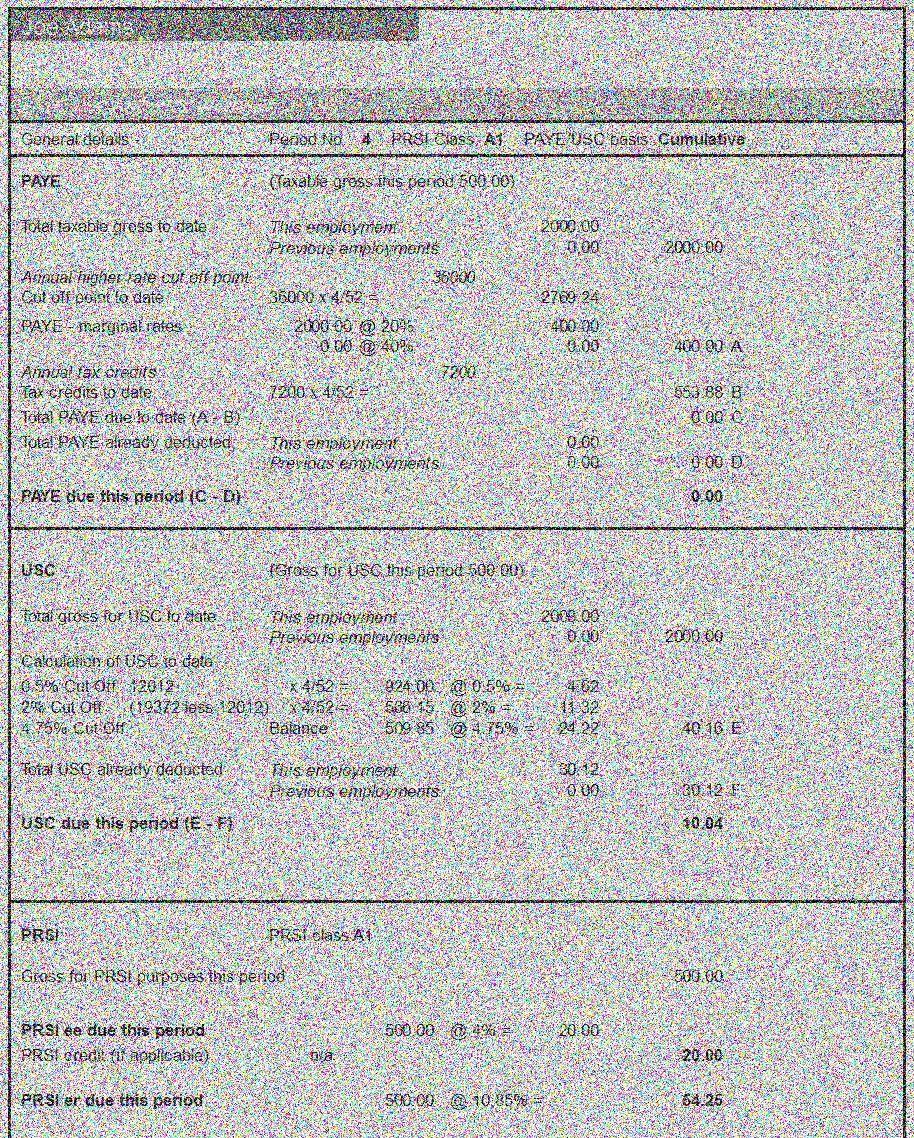 General details - Period No. 4 PRSI Class A1 PAYE/USC basis Cumulative
PAYE (Taxable gross this period 500.00)
Total taxable gross to date This employment 2000.00
Previous employments 0.00 2000.00
Annual higher rate cut off point 36000
Cut off point to date 36000 x 4/52 = 2769.24
PAYE - marginal rates 2000.00 @ 20% 400.00
0.00 @ 40% 0.00 400.00 A
Annual tax credits 7200
Tax credits to date 7200 x 4/52 = 553.88 B
Total PAYE due to date (A - B) 0.00 C
Total PAYE already deducted This employment 0.00
Previous employments 0.00 0.00 D
PAYE due this period (C - D) 0.00
USC (Gross for USC this period 500.00)
Total gross for USC to date This employment 2000.00
Previous employments 0.00 2000.00
Calculation of USC to date
0.5% Cut Off 12012 x 4/52 = 924.00 @ 0.5% = 4.62
2% Cut Off (19372 less 12012) x 4/52 = 566.15 @ 2% = 11.32
4.75% Cut Off Balance 509.85 @ 4.75% = 24.22 40.16 E
Total USC already deducted This employment 30.12
Previous employments 0.00 30.12 F
USC due this period (E - F) 10.04
PRSI PRSI class A1
Gross for PRSI purposes this period 500.00
PRSI ee due this period 500.00 @ 4% = 20.00
PRSI credit (if applicable) n/a 20.00
PRSI er due this period 500.00 @ 10.85% = 54.25